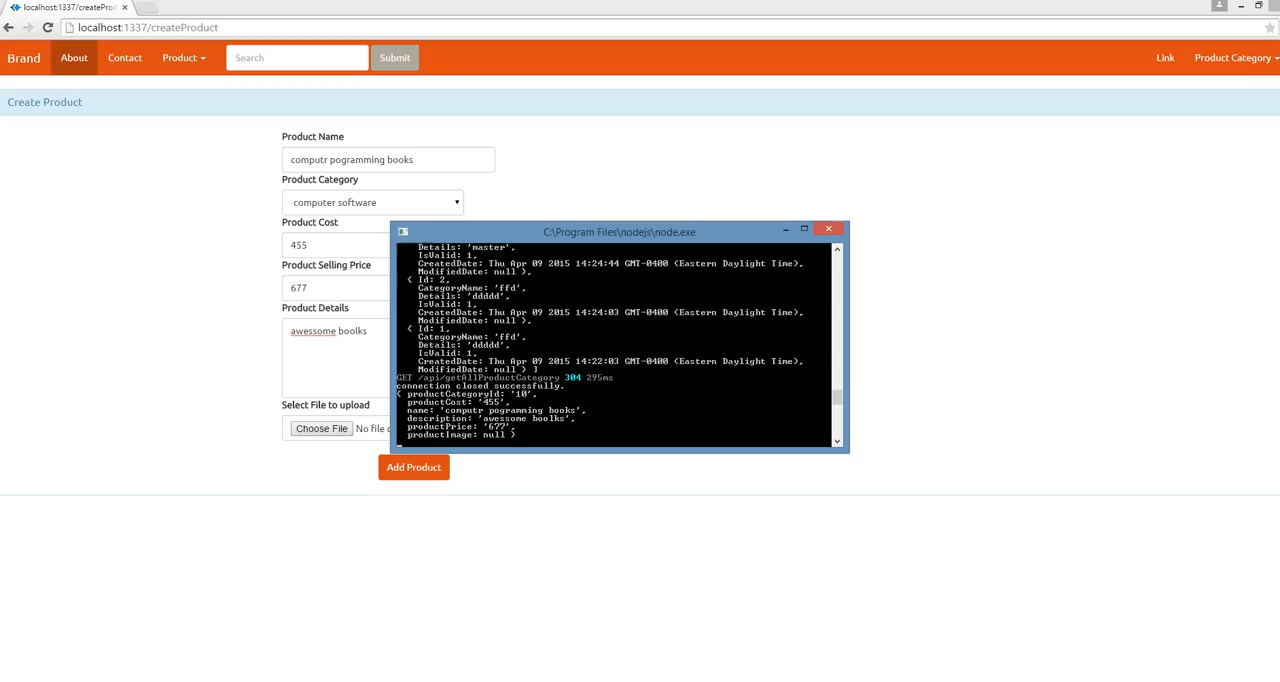 localhost:1337/createProd
localhost:1337/createProduct
Brand About Contact Product Search Submit Link Product Category
Create Product
Product Name
computr pogramming books
Product Category
computer software
Product Cost
455
Product Selling Price
677
Product Details
awessome boolks
Select File to upload
Choose File No file c
Add Product
C:\Program Files\nodejs\node.exe
Details: 'master',
IsValid: 1,
CreatedDate: Thu Apr 09 2015 14:24:44 GMT-0400 (Eastern Daylight Time),
ModifiedDate: null },
{ Id: 2,
CategoryName: 'ffd',
Details: 'ddddd',
IsValid: 1,
CreatedDate: Thu Apr 09 2015 14:24:03 GMT-0400 (Eastern Daylight Time),
ModifiedDate: null },
{ Id: 1,
CategoryName: 'ffd',
Details: 'ddddd',
IsValid: 1,
CreatedDate: Thu Apr 09 2015 14:22:03 GMT-0400 (Eastern Daylight Time),
ModifiedDate: null } ]
GET /api/getAllProductCategory 304 295ms
connection closed successfully.
{ productCategoryId: '10',
productCost: '455',
name: 'computr pogramming books',
description: 'awessome boolks',
productPrice: '677',
productImage: null }